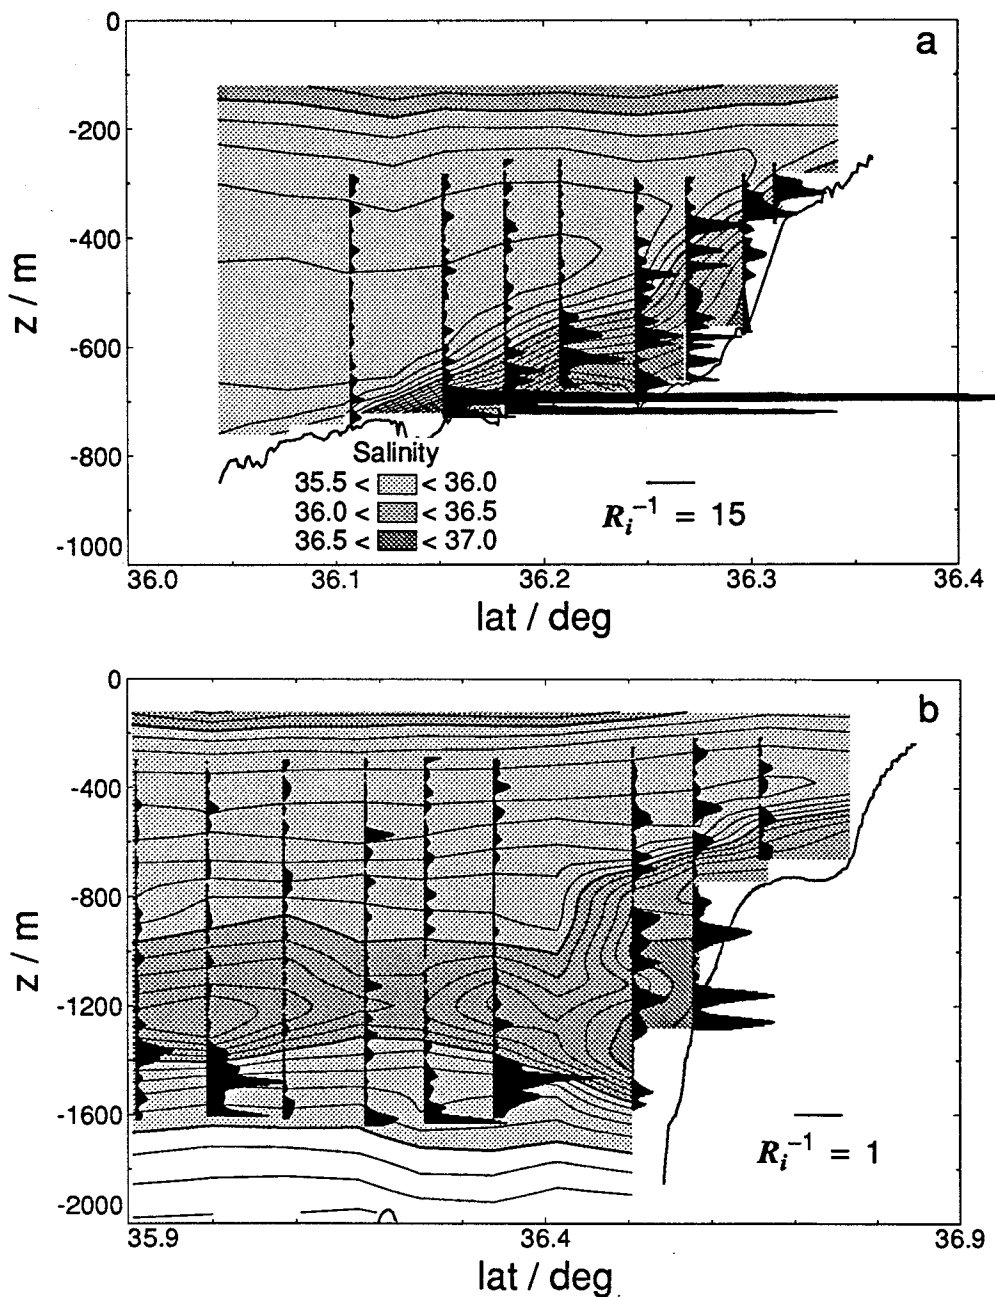 a
0
-200
-400
-600
-800
-1000
z / m
Salinity
35.5 < < 36.0
36.0 < < 36.5
36.5 < < 37.0
R_i^{-1} = 15
36.0 36.1 36.2 36.3 36.4
lat / deg
b
0
-400
-800
-1200
-1600
-2000
z / m
R_i^{-1} = 1
35.9 36.4 36.9
lat / deg